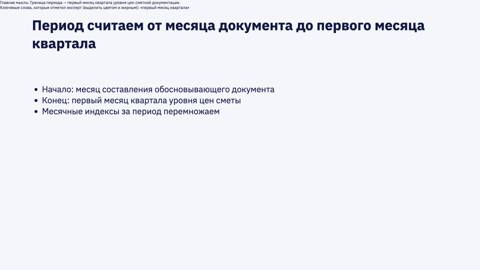 Главная мысль: Граница периода — первый месяц квартала уровня цен сметной документации.
Ключевые слова, которые отметил эксперт (выделить цветом и жирным): «первый месяц квартала»
Период считаем от месяца документа до первого месяца
квартала
• Начало: месяц составления обосновывающего документа
• Конец: первый месяц квартала уровня цен сметы
• Месячные индексы за период перемножаем